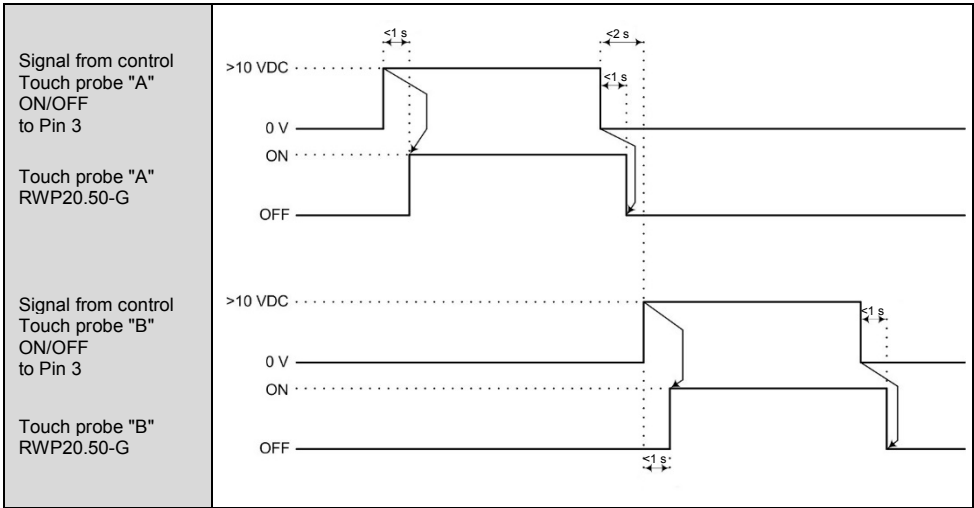 Signal from control
Touch probe "A"
ON/OFF
to Pin 3
Touch probe "A"
RWP20.50-G
<1 s
<2 s
>10 VDC
<1 s
0 V
ON
OFF
Signal from control
Touch probe "B"
ON/OFF
to Pin 3
Touch probe "B"
RWP20.50-G
>10 VDC
<1 s
0 V
ON
OFF
<1 s